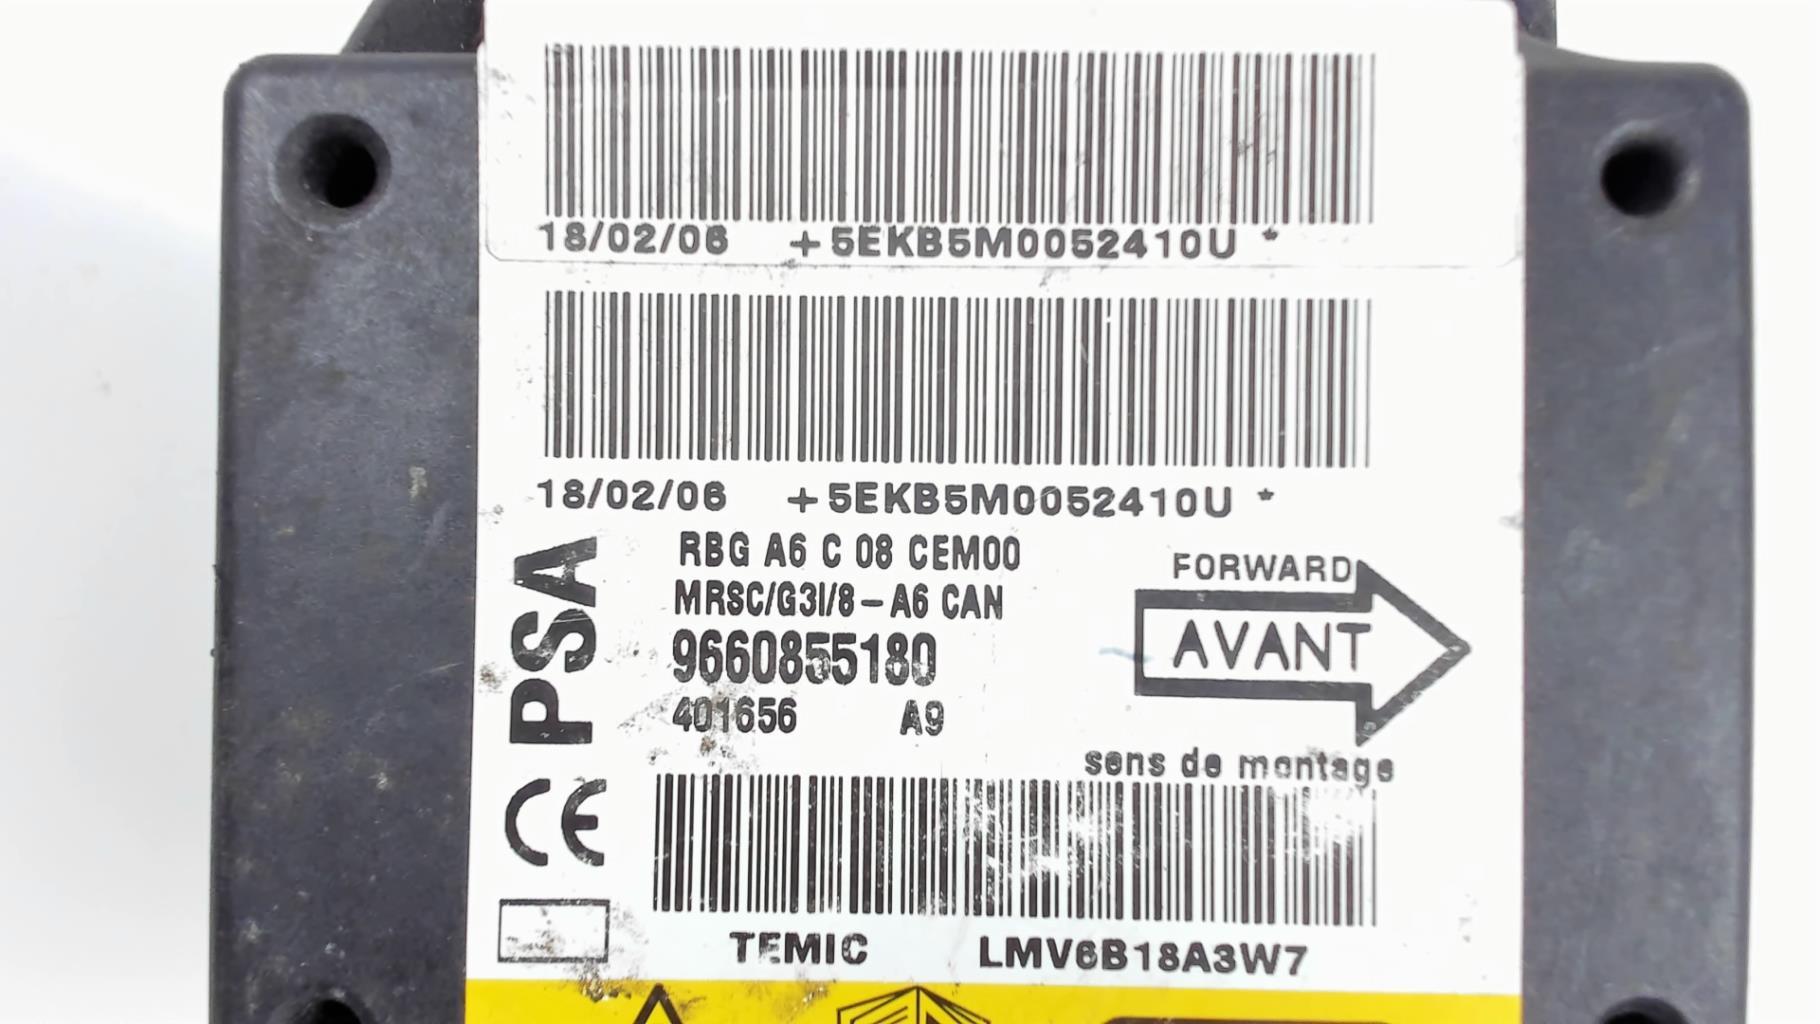 18/02/06 +5EKB5M0052410U *
18/02/06 +5EKB5M0052410U *
PSA
RBG A6 C 08 CEM00
MRSC/G3I/8-A6 CAN
9660855180
401656 A9
FORWARD
AVANT
sens de montage
CE
TEMIC LMV6B18A3W7